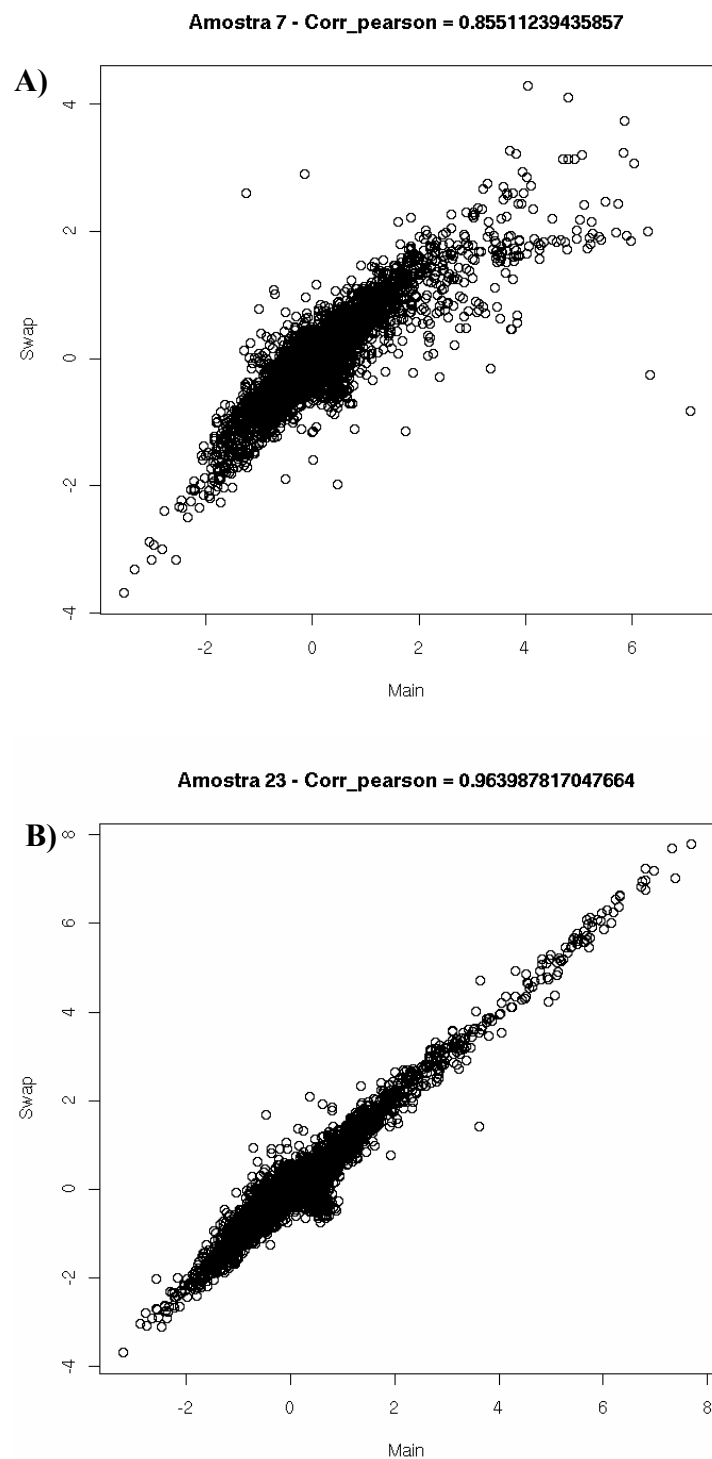 Amostra 7 - Corr_pearson = 0.85511239435857
A)
4
2
0
-2
-4
Swap
-2 0 2 4 6
Main
Amostra 23 - Corr_pearson = 0.963987817047664
B)
8
6
4
2
0
-2
-4
Swap
-2 0 2 4 6 8
Main